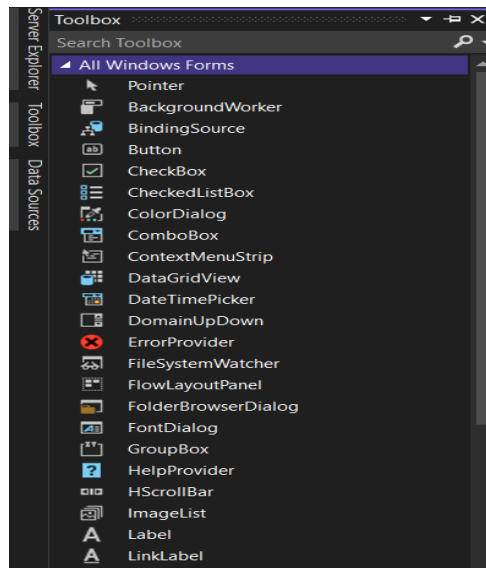 Server Explorer
Toolbox
Data Sources
Toolbox
Search Toolbox
All Windows Forms
Pointer
BackgroundWorker
BindingSource
Button
CheckBox
CheckedListBox
ColorDialog
ComboBox
ContextMenuStrip
DataGridView
DateTimePicker
DomainUpDown
ErrorProvider
FileSystemWatcher
FlowLayoutPanel
FolderBrowserDialog
FontDialog
GroupBox
HelpProvider
HScrollBar
ImageList
Label
LinkLabel